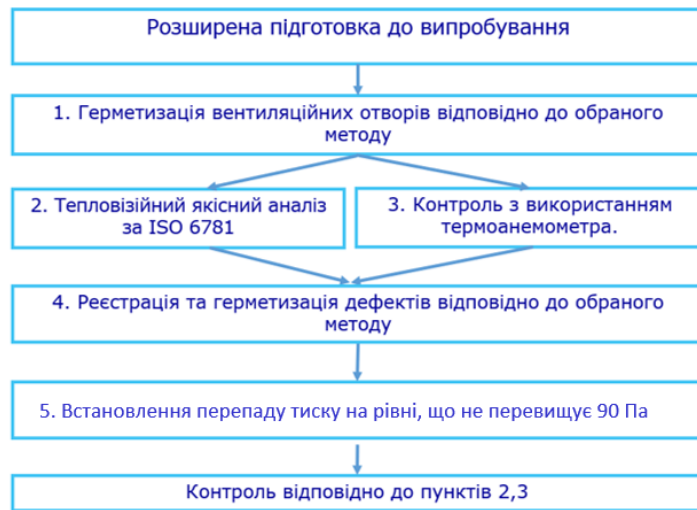 Розширена підготовка до випробування
1. Герметизація вентиляційних отворів відповідно до обраного
методу
2. Тепловізійний якісний аналіз
за ISO 6781
3. Контроль з використанням
термоанемометра.
4. Реєстрація та герметизація дефектів відповідно до обраного
методу
5. Встановлення перепаду тиску на рівні, що не перевищує 90 Па
Контроль відповідно до пунктів 2,3